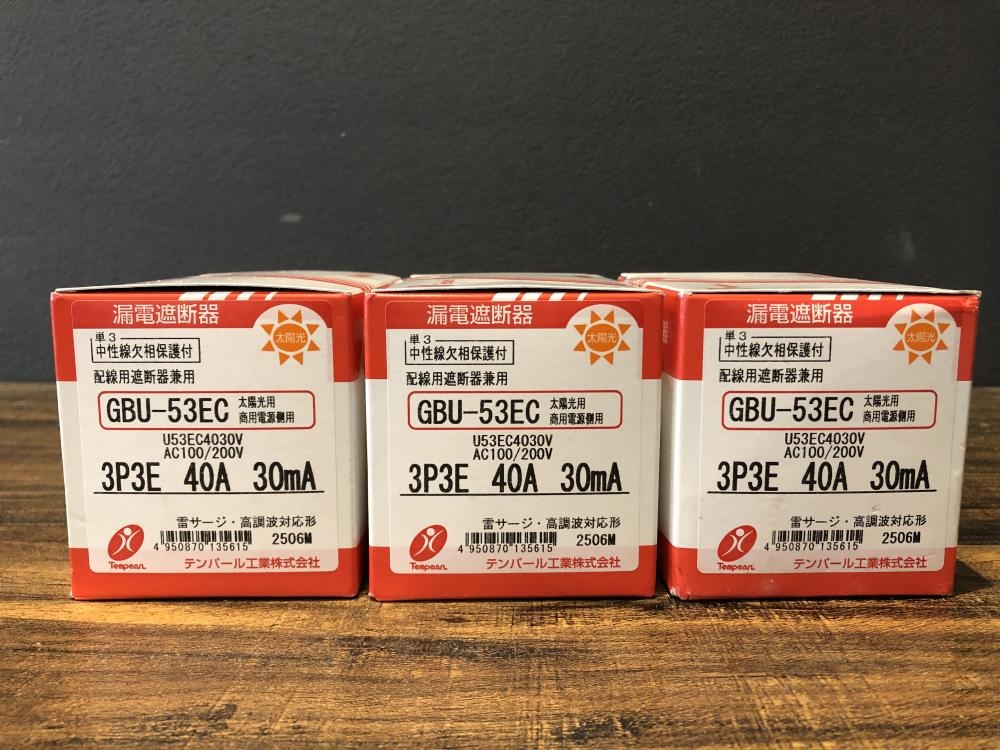 漏電遮断器
太陽光
単3
中性線欠相保護付
配線用遮断器兼用
GBU-53EC 太陽光用
商用電源側用
U53EC4030V
AC100/200V
3P3E 40A 30mA
雷サージ・高調波対応形
4 950870 135615 2506M
Tempearl テンパール工業株式会社
漏電遮断器
太陽光
単3
中性線欠相保護付
配線用遮断器兼用
GBU-53EC 太陽光用
商用電源側用
U53EC4030V
AC100/200V
3P3E 40A 30mA
雷サージ・高調波対応形
4 950870 135615 2506M
Tempearl テンパール工業株式会社
漏電遮断器
太陽光
単3
中性線欠相保護付
配線用遮断器兼用
GBU-53EC 太陽光用
商用電源側用
U53EC4030V
AC100/200V
3P3E 40A 30mA
雷サージ・高調波対応形
4 950870 135615 2506M
Tempearl テンパール工業株式会社